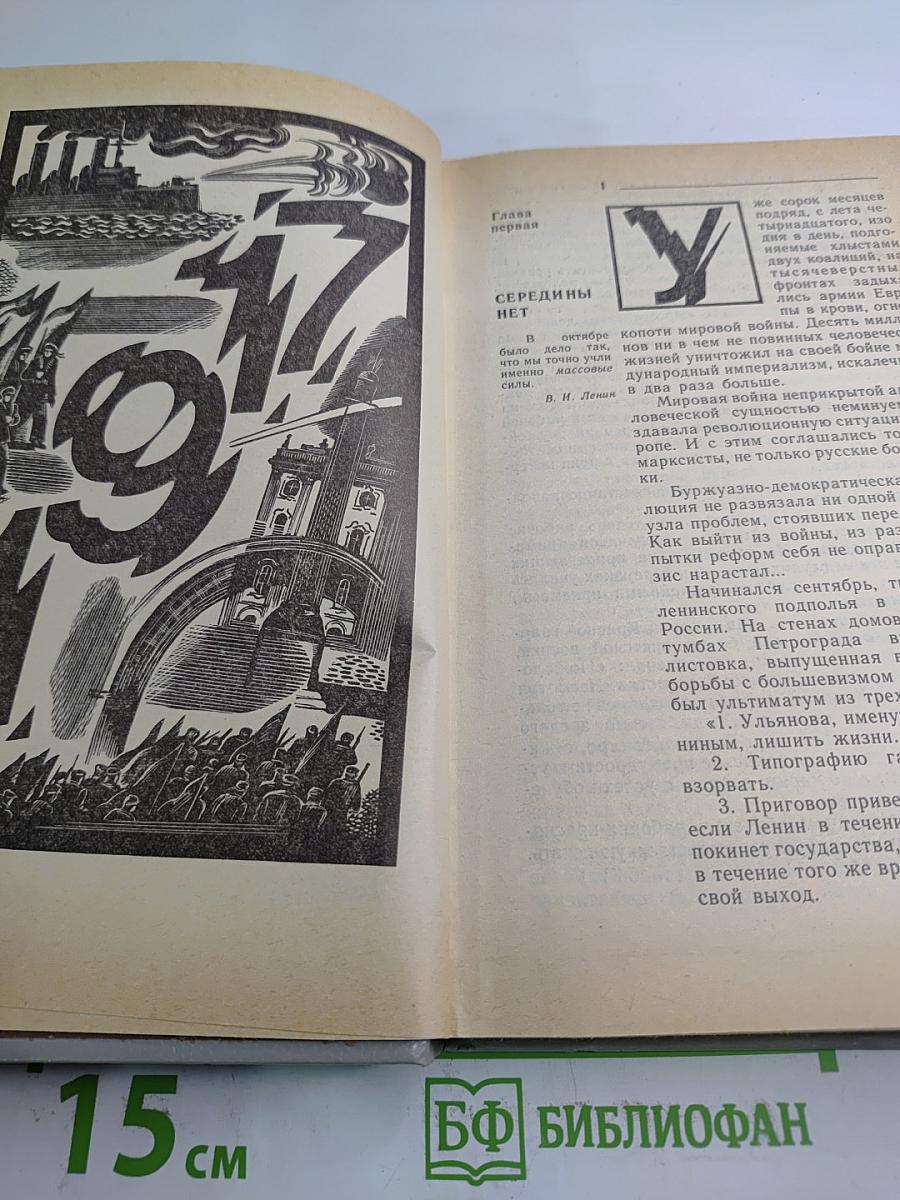 1917
1
Глава
первая
СЕРЕДИНЫ
НЕТ
В октябре
было дело так,
что мы точно учли
именно массовые
силы.
В. И. Ленин
У
же сорок месяцев
подряд, с лета че-
тырнадцатого, изо
дня в день, подго-
няемые хлыстами
двух коалиций, на
тысячеверстны
фронтах задых
лись армии Евр
пы в крови, огн
копоти мировой войны. Десять милл
нов ни в чем не повинных человечес
жизней уничтожил на своей бойне м
дународный империализм, искалечи
в два раза больше.
Мировая война неприкрытой ан
ловеческой сущностью неминуем
здавала революционную ситуаци
ропе. И с этим соглашались то
марксисты, не только русские бо
ки.
Буржуазно-демократическа
люция не развязала ни одной
узла проблем, стоявших пере
Как выйти из войны, из раз
пытки реформ себя не оправ
зис нарастал...
Начинался сентябрь, тр
ленинского подполья в
России. На стенах домов
тумбах Петрограда в
листовка, выпущенная в
борьбы с большевизмом
был ультиматум из трех
«1. Ульянова, имену
ниным, лишить жизни.
2. Типографию га
взорвать.
3. Приговор приве
если Ленин в течени
покинет государства,
в течение того же вр
свой выход.
15 см
БФ БИБЛИОФАН